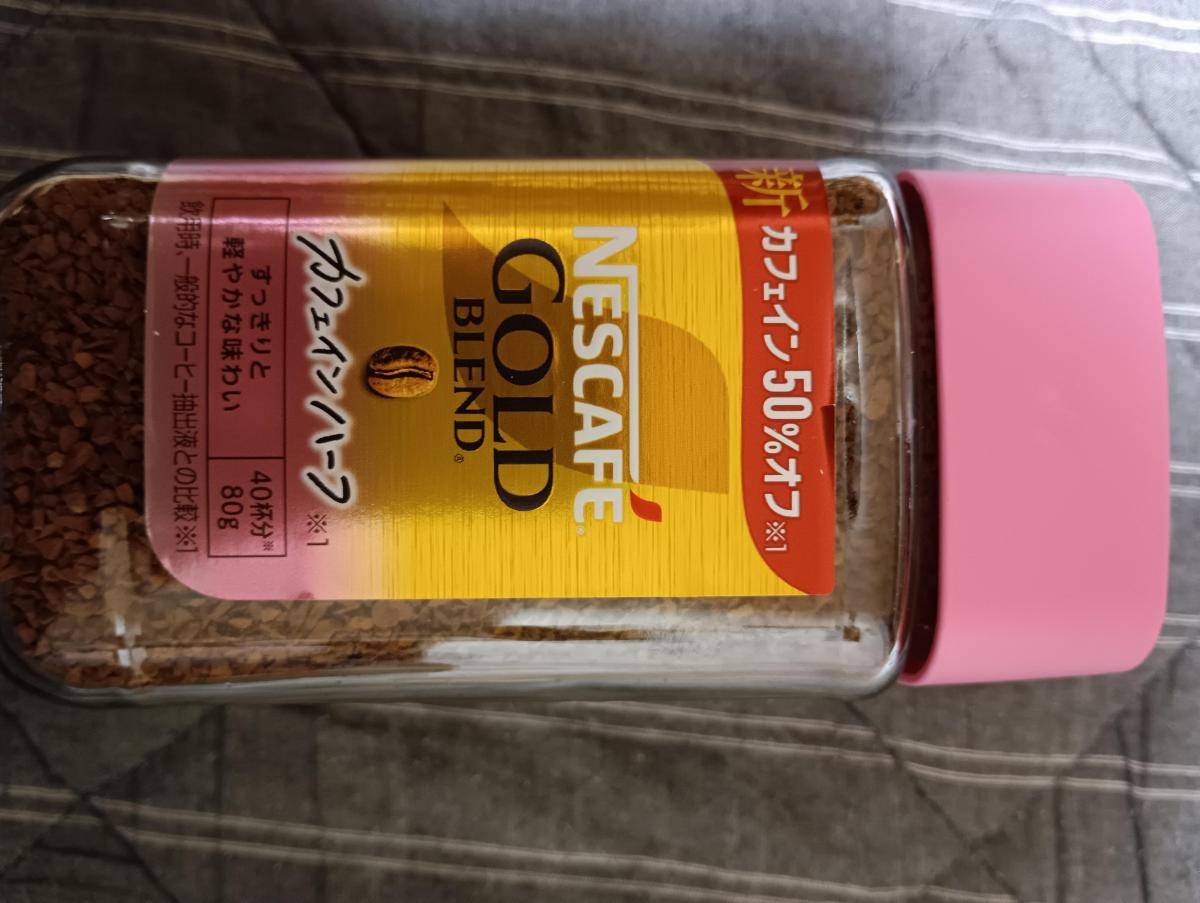 新 カフェイン50%オフ※1
NESCAFÉ®
GOLD
BLEND®
カフェインハーフ※1
すっきりと
軽やかな味わい
40杯分※
80g
飲用時、一般的なコーヒー抽出液との比較※1